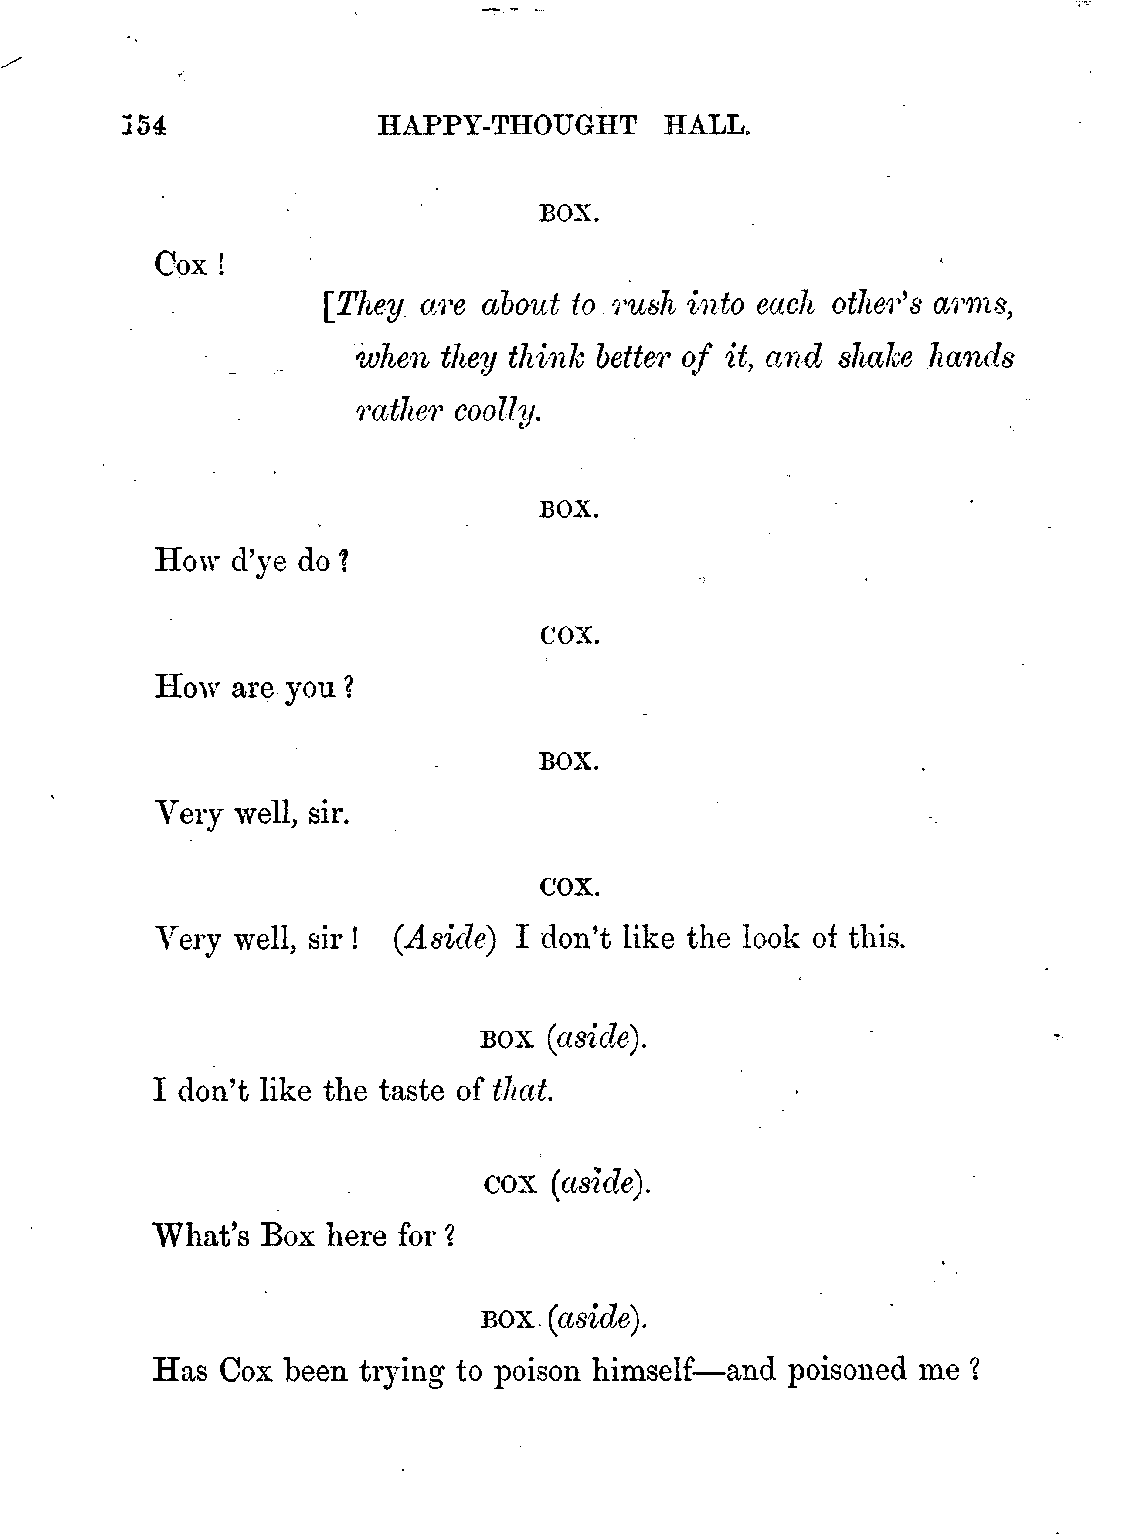 154 HAPPY-THOUGHT HALL.
BOX.
Cox !
[They are about to rush into each other's arms,
when they think better of it, and shake hands
rather coolly.
BOX.
How d'ye do ?
COX.
How are you ?
BOX.
Very well, sir.
COX.
Very well, sir ! (Aside) I don't like the look of this.
BOX (aside).
I don't like the taste of that.
COX (aside).
What's Box here for ?
BOX (aside).
Has Cox been trying to poison himself—and poisoned me ?